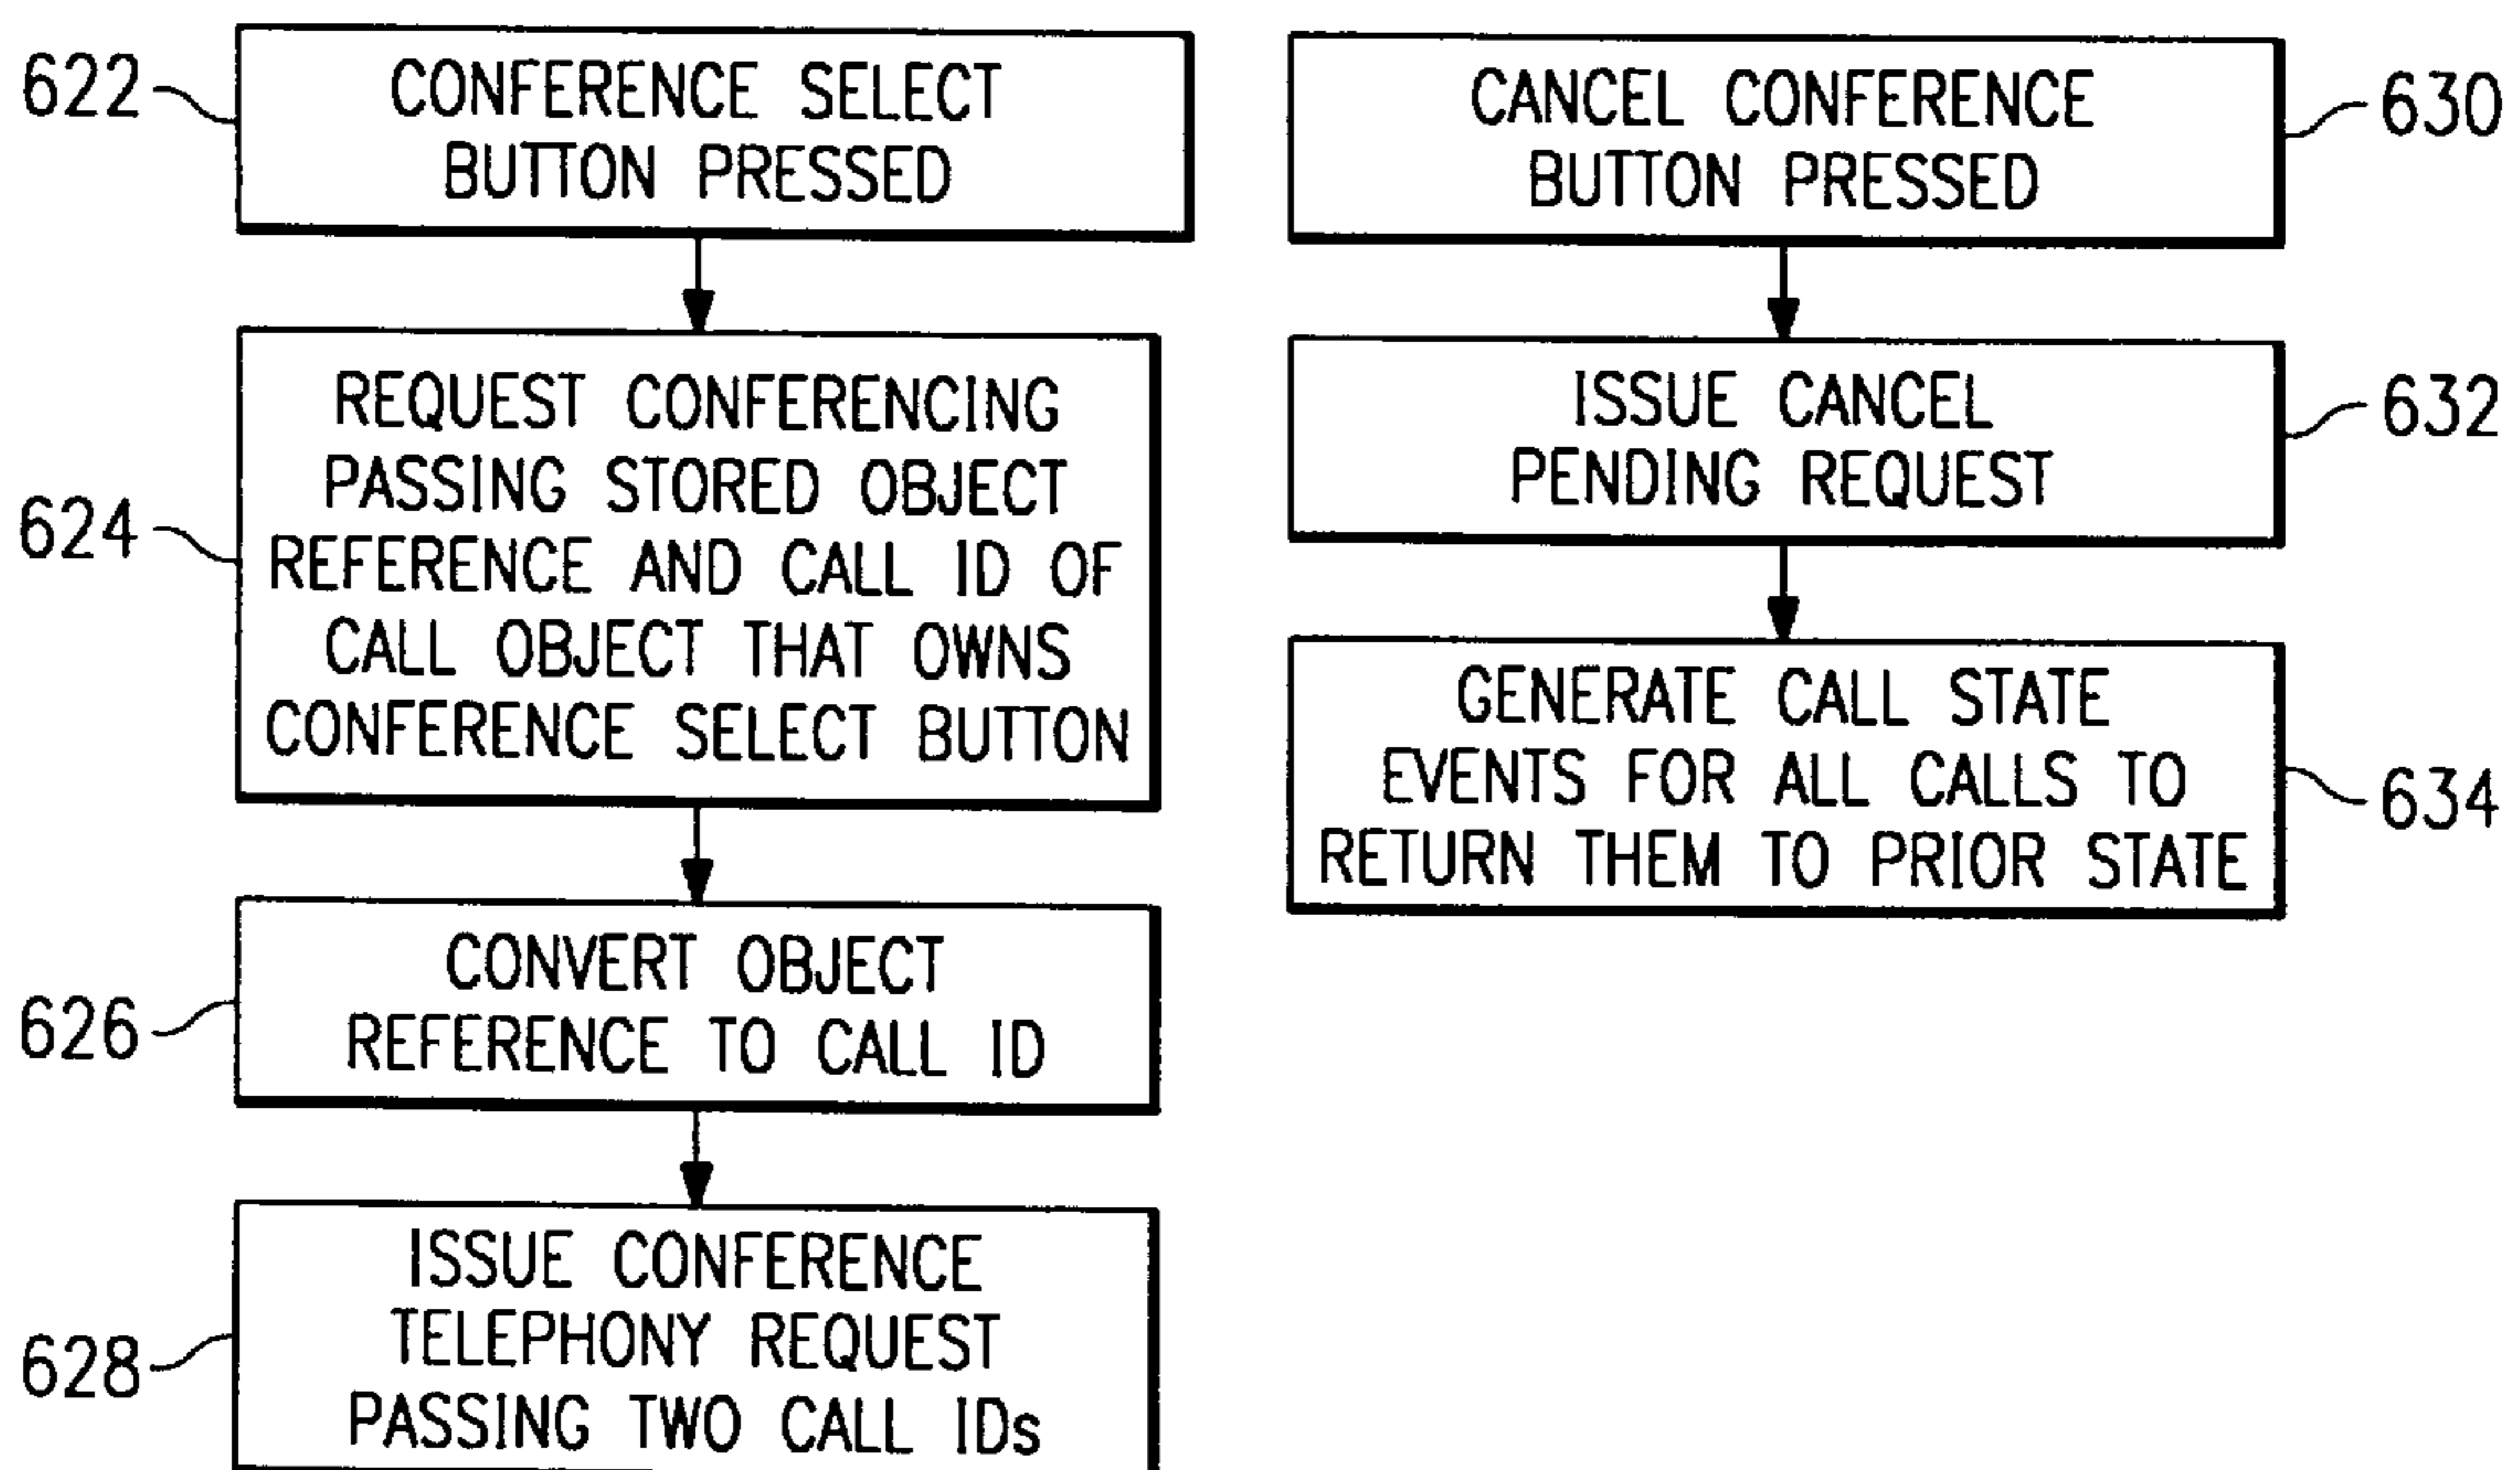 622
CONFERENCE SELECT
BUTTON PRESSED
624
REQUEST CONFERENCING
PASSING STORED OBJECT
REFERENCE AND CALL ID OF
CALL OBJECT THAT OWNS
CONFERENCE SELECT BUTTON
626
CONVERT OBJECT
REFERENCE TO CALL ID
628
ISSUE CONFERENCE
TELEPHONY REQUEST
PASSING TWO CALL IDs
CANCEL CONFERENCE
BUTTON PRESSED
630
ISSUE CANCEL
PENDING REQUEST
632
GENERATE CALL STATE
EVENTS FOR ALL CALLS TO
RETURN THEM TO PRIOR STATE
634